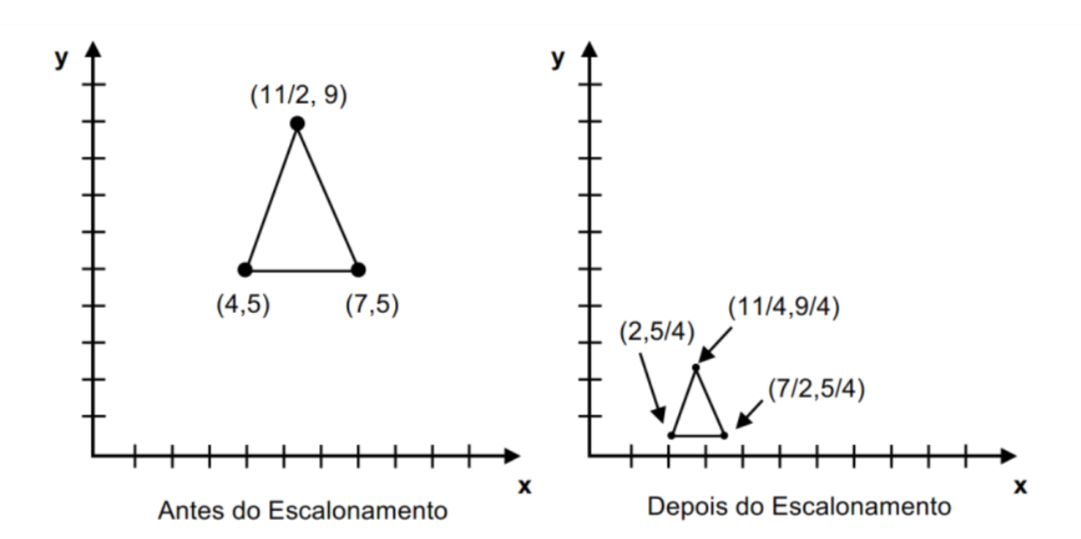 y
(11/2, 9)
(4,5)
(7,5)
x
Antes do Escalonamento
y
(11/4,9/4)
(2,5/4)
(7/2,5/4)
x
Depois do Escalonamento